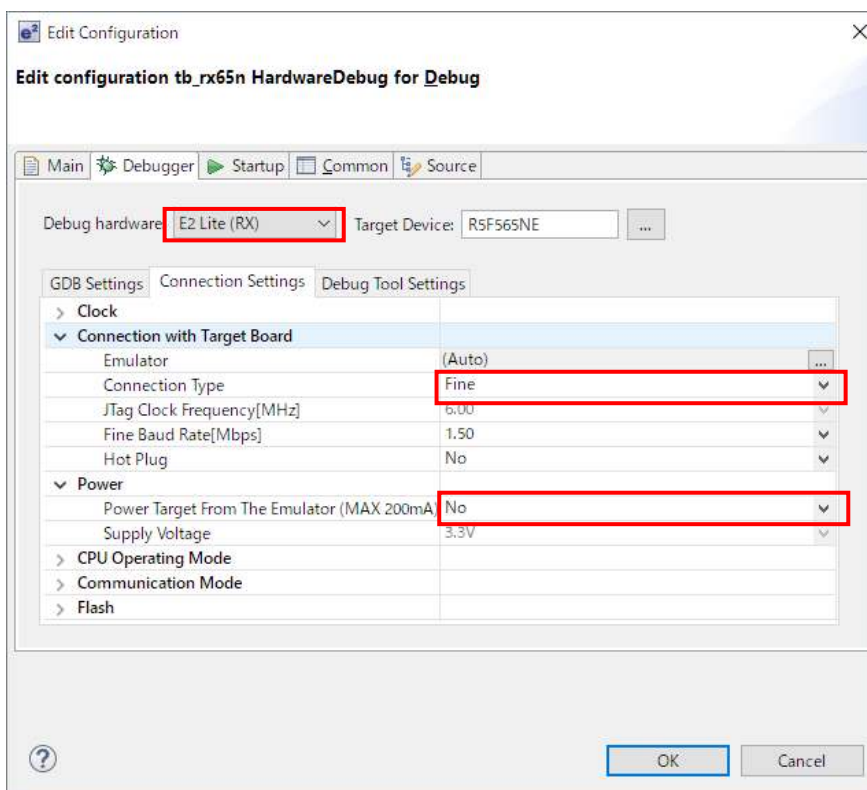 e² Edit Configuration
Edit configuration tb_rx65n HardwareDebug for Debug
Main Debugger Startup Common Source
Debug hardware: E2 Lite (RX) Target Device: R5F565NE ...
GDB Settings Connection Settings Debug Tool Settings
Clock
Connection with Target Board
Emulator (Auto) ...
Connection Type Fine
JTag Clock Frequency[MHz] 6.00
Fine Baud Rate[Mbps] 1.50
Hot Plug No
Power
Power Target From The Emulator (MAX 200mA) No
Supply Voltage 3.3V
CPU Operating Mode
Communication Mode
Flash
? OK Cancel